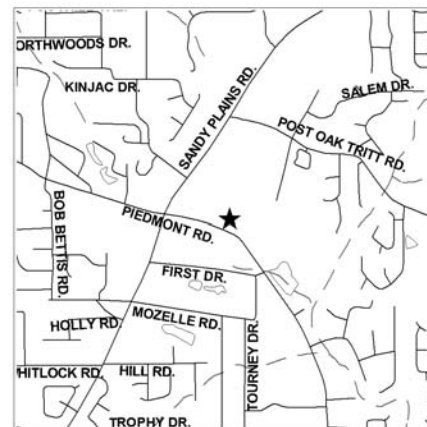 ORTHWOODS DR.
KINJAC DR.
SANDY PLAINS RD.
SALEM DR.
POST OAK TRITT RD.
BOB BETTIS RD.
PIEDMONT RD.
FIRST DR.
MOZELLE RD.
HOLLY RD.
TOURNEY DR.
HITLOCK RD.
HILL RD.
TROPHY DR.